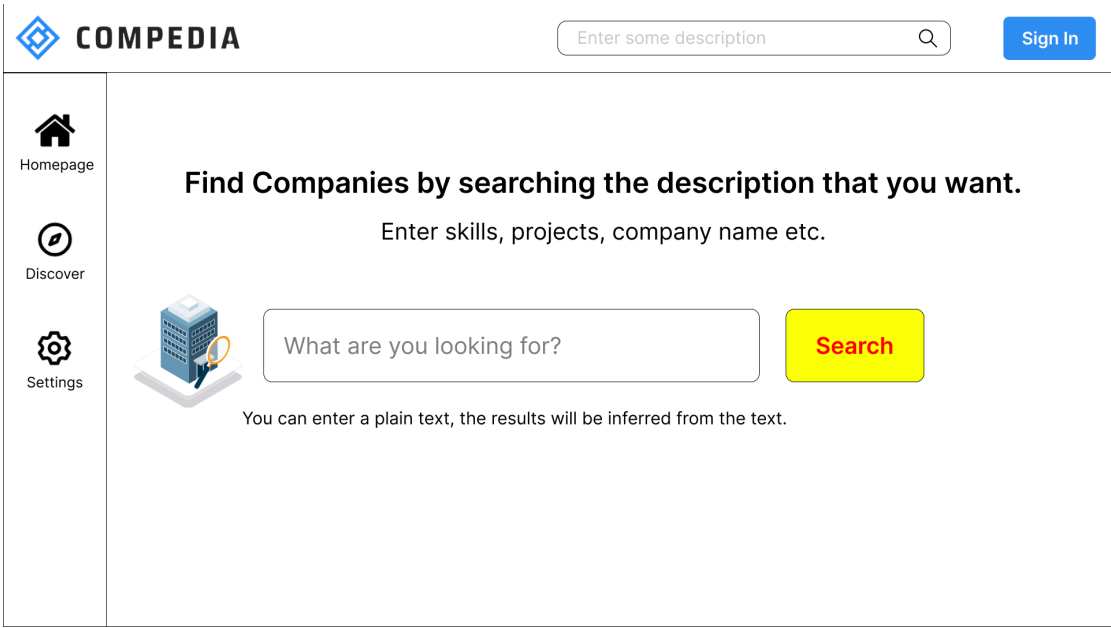 COMPEDIA
Enter some description
Sign In
Homepage
Discover
Settings
Find Companies by searching the description that you want.
Enter skills, projects, company name etc.
What are you looking for?
Search
You can enter a plain text, the results will be inferred from the text.